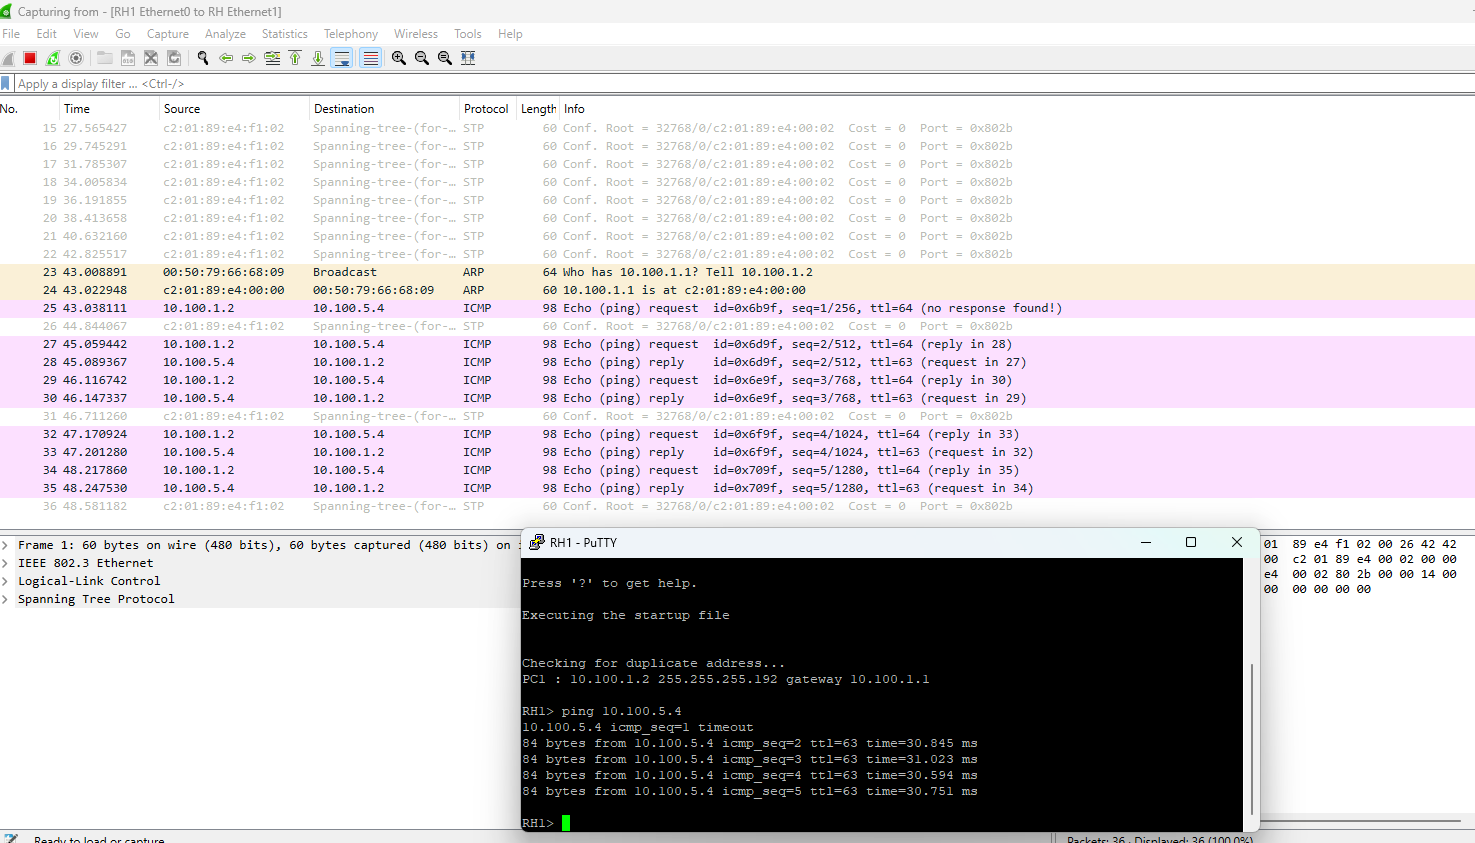 Capturing from - [RH1 Ethernet0 to RH Ethernet1]
File Edit View Go Capture Analyze Statistics Telephony Wireless Tools Help
Apply a display filter ... <Ctrl-/>
No. Time Source Destination Protocol Length Info
15 27.565427 c2:01:89:e4:f1:02 Spanning-tree-(for-… STP 60 Conf. Root = 32768/0/c2:01:89:e4:00:02 Cost = 0 Port = 0x802b
16 29.745291 c2:01:89:e4:f1:02 Spanning-tree-(for-… STP 60 Conf. Root = 32768/0/c2:01:89:e4:00:02 Cost = 0 Port = 0x802b
17 31.785307 c2:01:89:e4:f1:02 Spanning-tree-(for-… STP 60 Conf. Root = 32768/0/c2:01:89:e4:00:02 Cost = 0 Port = 0x802b
18 34.005834 c2:01:89:e4:f1:02 Spanning-tree-(for-… STP 60 Conf. Root = 32768/0/c2:01:89:e4:00:02 Cost = 0 Port = 0x802b
19 36.191855 c2:01:89:e4:f1:02 Spanning-tree-(for-… STP 60 Conf. Root = 32768/0/c2:01:89:e4:00:02 Cost = 0 Port = 0x802b
20 38.413658 c2:01:89:e4:f1:02 Spanning-tree-(for-… STP 60 Conf. Root = 32768/0/c2:01:89:e4:00:02 Cost = 0 Port = 0x802b
21 40.632160 c2:01:89:e4:f1:02 Spanning-tree-(for-… STP 60 Conf. Root = 32768/0/c2:01:89:e4:00:02 Cost = 0 Port = 0x802b
22 42.825517 c2:01:89:e4:f1:02 Spanning-tree-(for-… STP 60 Conf. Root = 32768/0/c2:01:89:e4:00:02 Cost = 0 Port = 0x802b
23 43.008891 00:50:79:66:68:09 Broadcast ARP 64 Who has 10.100.1.1? Tell 10.100.1.2
24 43.022948 c2:01:89:e4:00:00 00:50:79:66:68:09 ARP 60 10.100.1.1 is at c2:01:89:e4:00:00
25 43.038111 10.100.1.2 10.100.5.4 ICMP 98 Echo (ping) request id=0x6b9f, seq=1/256, ttl=64 (no response found!)
26 44.844067 c2:01:89:e4:f1:02 Spanning-tree-(for-… STP 60 Conf. Root = 32768/0/c2:01:89:e4:00:02 Cost = 0 Port = 0x802b
27 45.059442 10.100.1.2 10.100.5.4 ICMP 98 Echo (ping) request id=0x6d9f, seq=2/512, ttl=64 (reply in 28)
28 45.089367 10.100.5.4 10.100.1.2 ICMP 98 Echo (ping) reply id=0x6d9f, seq=2/512, ttl=63 (request in 27)
29 46.116742 10.100.1.2 10.100.5.4 ICMP 98 Echo (ping) request id=0x6e9f, seq=3/768, ttl=64 (reply in 30)
30 46.147337 10.100.5.4 10.100.1.2 ICMP 98 Echo (ping) reply id=0x6e9f, seq=3/768, ttl=63 (request in 29)
31 46.711260 c2:01:89:e4:f1:02 Spanning-tree-(for-… STP 60 Conf. Root = 32768/0/c2:01:89:e4:00:02 Cost = 0 Port = 0x802b
32 47.170924 10.100.1.2 10.100.5.4 ICMP 98 Echo (ping) request id=0x6f9f, seq=4/1024, ttl=64 (reply in 33)
33 47.201280 10.100.5.4 10.100.1.2 ICMP 98 Echo (ping) reply id=0x6f9f, seq=4/1024, ttl=63 (request in 32)
34 48.217860 10.100.1.2 10.100.5.4 ICMP 98 Echo (ping) request id=0x709f, seq=5/1280, ttl=64 (reply in 35)
35 48.247530 10.100.5.4 10.100.1.2 ICMP 98 Echo (ping) reply id=0x709f, seq=5/1280, ttl=63 (request in 34)
36 48.581182 c2:01:89:e4:f1:02 Spanning-tree-(for-… STP 60 Conf. Root = 32768/0/c2:01:89:e4:00:02 Cost = 0 Port = 0x802b
Frame 1: 60 bytes on wire (480 bits), 60 bytes captured (480 bits) on
IEEE 802.3 Ethernet
Logical-Link Control
Spanning Tree Protocol
01 89 e4 f1 02 00 26 42 42
00 c2 01 89 e4 00 02 00 00
e4 00 02 80 2b 00 00 14 00
00 00 00 00 00
RH1 - PuTTY
Press '?' to get help.
Executing the startup file
Checking for duplicate address...
PC1 : 10.100.1.2 255.255.255.192 gateway 10.100.1.1
RH1> ping 10.100.5.4
10.100.5.4 icmp_seq=1 timeout
84 bytes from 10.100.5.4 icmp_seq=2 ttl=63 time=30.845 ms
84 bytes from 10.100.5.4 icmp_seq=3 ttl=63 time=31.023 ms
84 bytes from 10.100.5.4 icmp_seq=4 ttl=63 time=30.594 ms
84 bytes from 10.100.5.4 icmp_seq=5 ttl=63 time=30.751 ms
RH1>
Ready to load or capture
Packets: 36 · Displayed: 36 (100.0%)